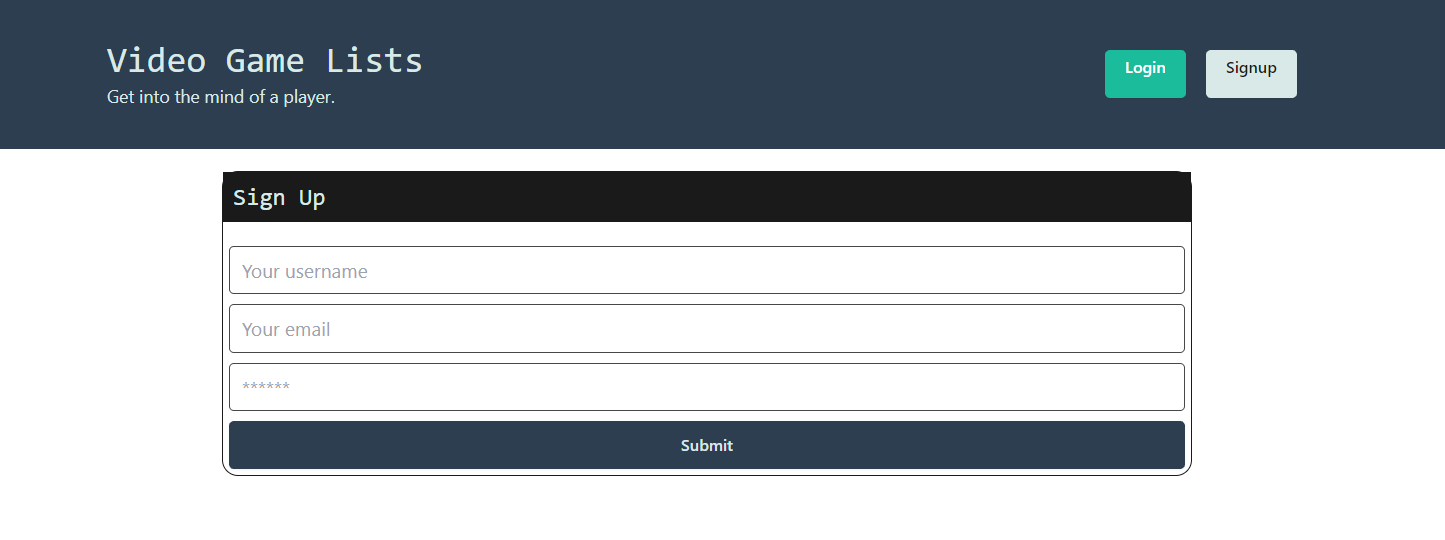 Video Game Lists
Get into the mind of a player.
Login
Signup
Sign Up
Your username
Your email
******
Submit